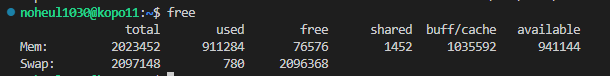 noheul1030@kopo11:~$ free
total used free shared buff/cache available
Mem: 2023452 911284 76576 1452 1035592 941144
Swap: 2097148 780 2096368